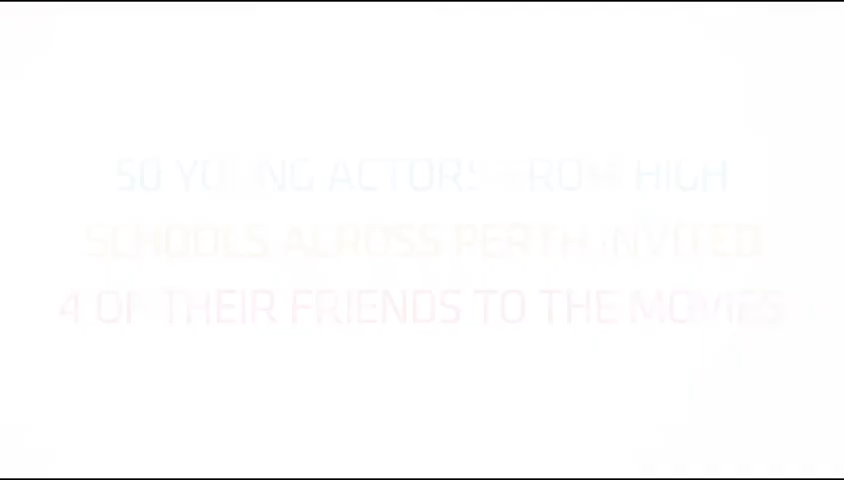 50 YOUNG ACTORS FROM HIGH
SCHOOLS ACROSS PERTH INVITED
4 OF THEIR FRIENDS TO THE MOVIES